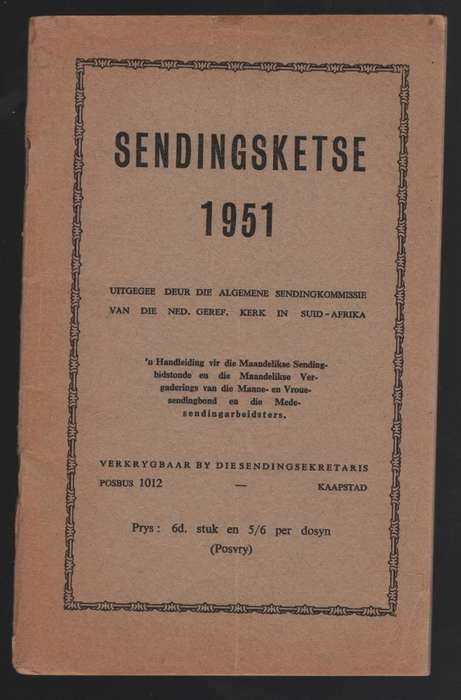 SENDINGSKETSE
1951
UITGEGEE DEUR DIE ALGEMENE SENDINGKOMMISSIE
VAN DIE NED. GEREF. KERK IN SUID-AFRIKA
'n Handleiding vir die Maandelikse Sending-
bidstonde en die Maandelikse Ver-
gaderings van die Manne- en Vroue-
sendingbond en die Mede-
sendingarbeidsters.
VERKRYGBAAR BY DIE SENDINGSEKRETARIS
POSBUS 1012 — KAAPSTAD
Prys: 6d. stuk en 5/6 per dosyn
(Posvry)